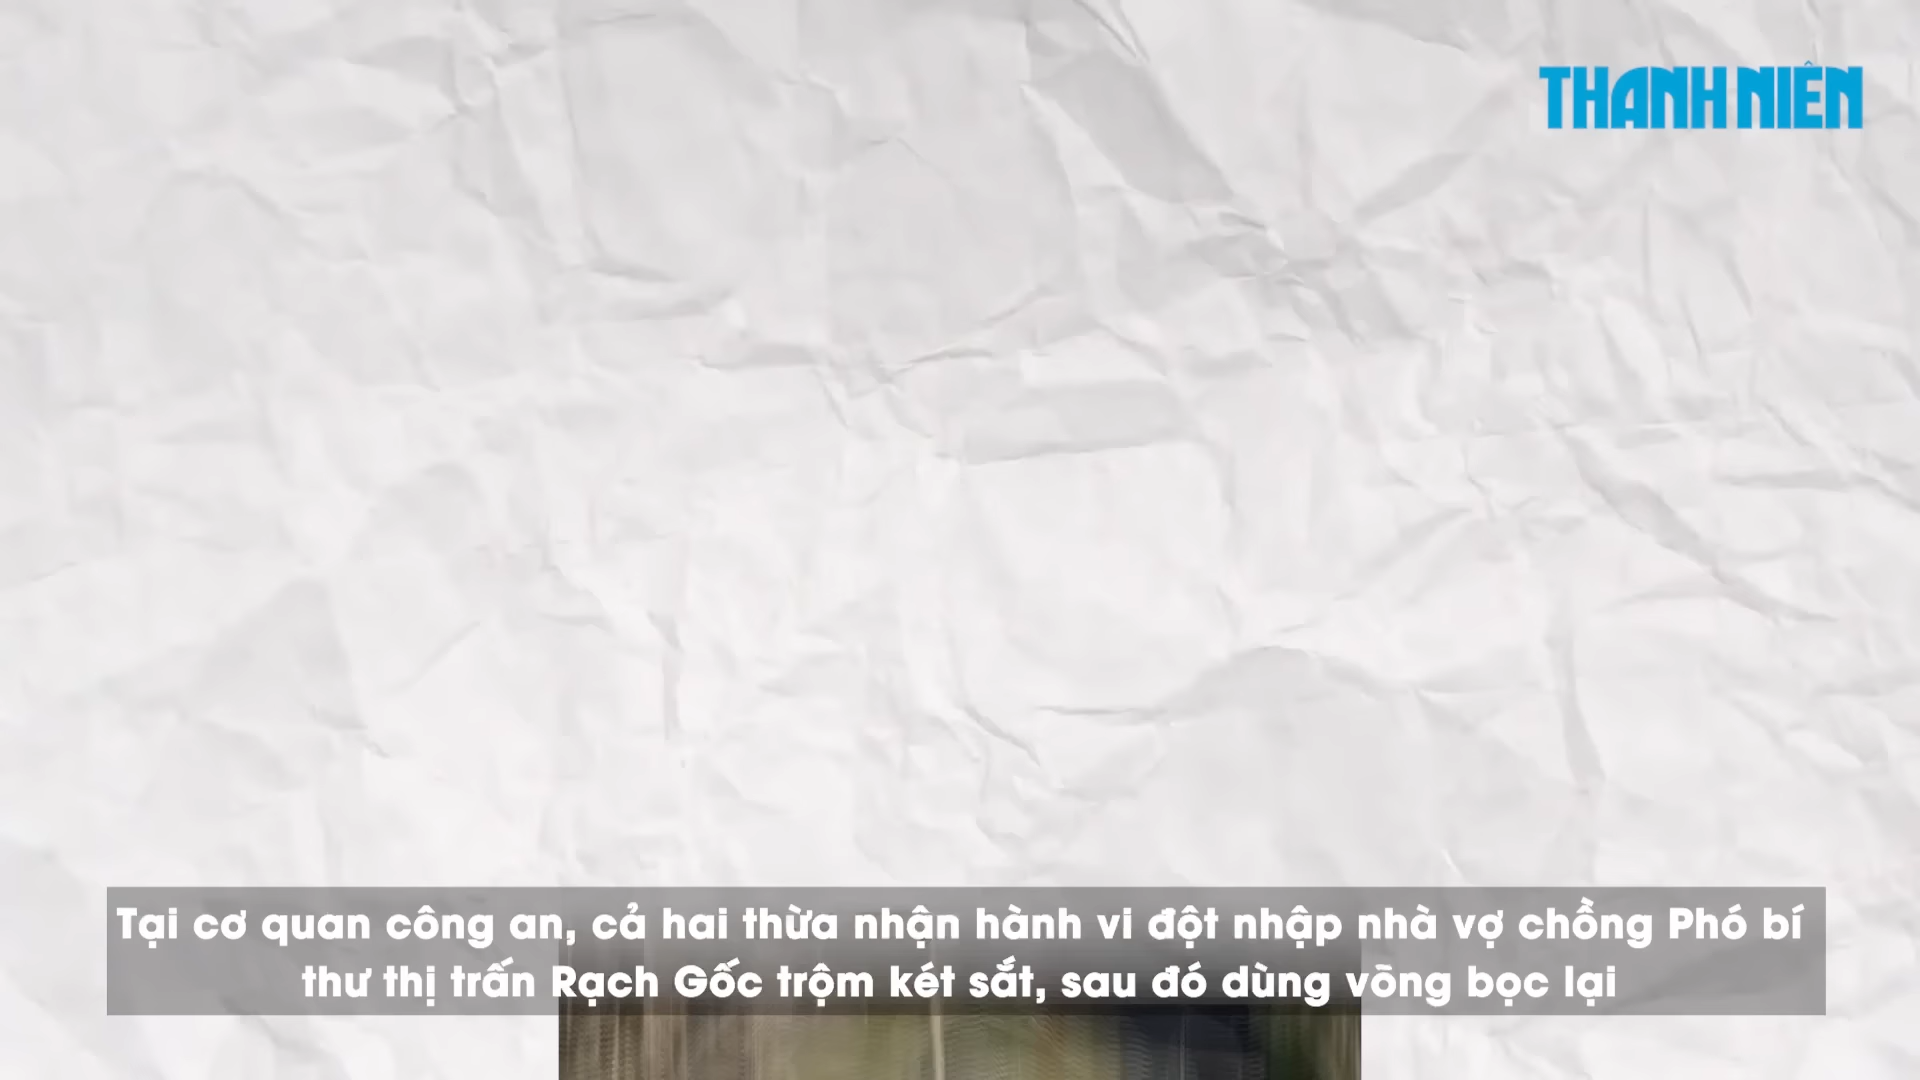 THANH NIÊN
Tại cơ quan công an, cả hai thừa nhận hành vi đột nhập nhà vợ chồng Phó bí
thư thị trấn Rạch Gốc trộm két sắt, sau đó dùng võng bọc lại